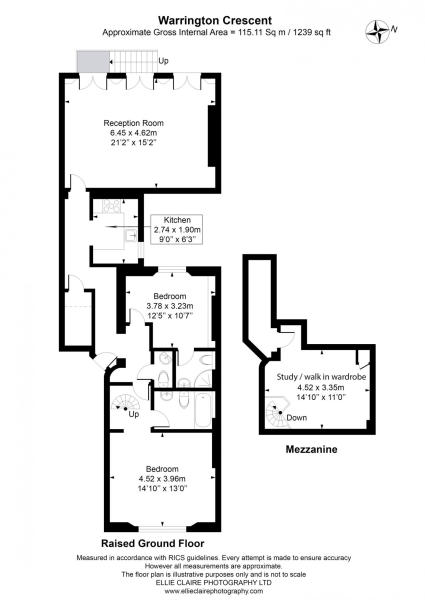 Warrington Crescent
Approximate Gross Internal Area = 115.11 Sq m / 1239 sq ft
N
Up
Reception Room
6.45 x 4.62m
21'2" x 15'2"
Kitchen
2.74 x 1.90m
9'0" x 6'3"
Bedroom
3.78 x 3.23m
12'5" x 10'7"
Study / walk in wardrobe
4.52 x 3.35m
14'10" x 11'0"
Up
Down
Mezzanine
Bedroom
4.52 x 3.96m
14'10" x 13'0"
Raised Ground Floor
Measured in accordance with RICS guidelines. Every attempt is made to ensure accuracy
However all measurements are approximate.
The floor plan is illustrative purposes only and is not to scale
ELLIE CLAIRE PHOTOGRAPHY LTD
www.ellieclairephotography.com